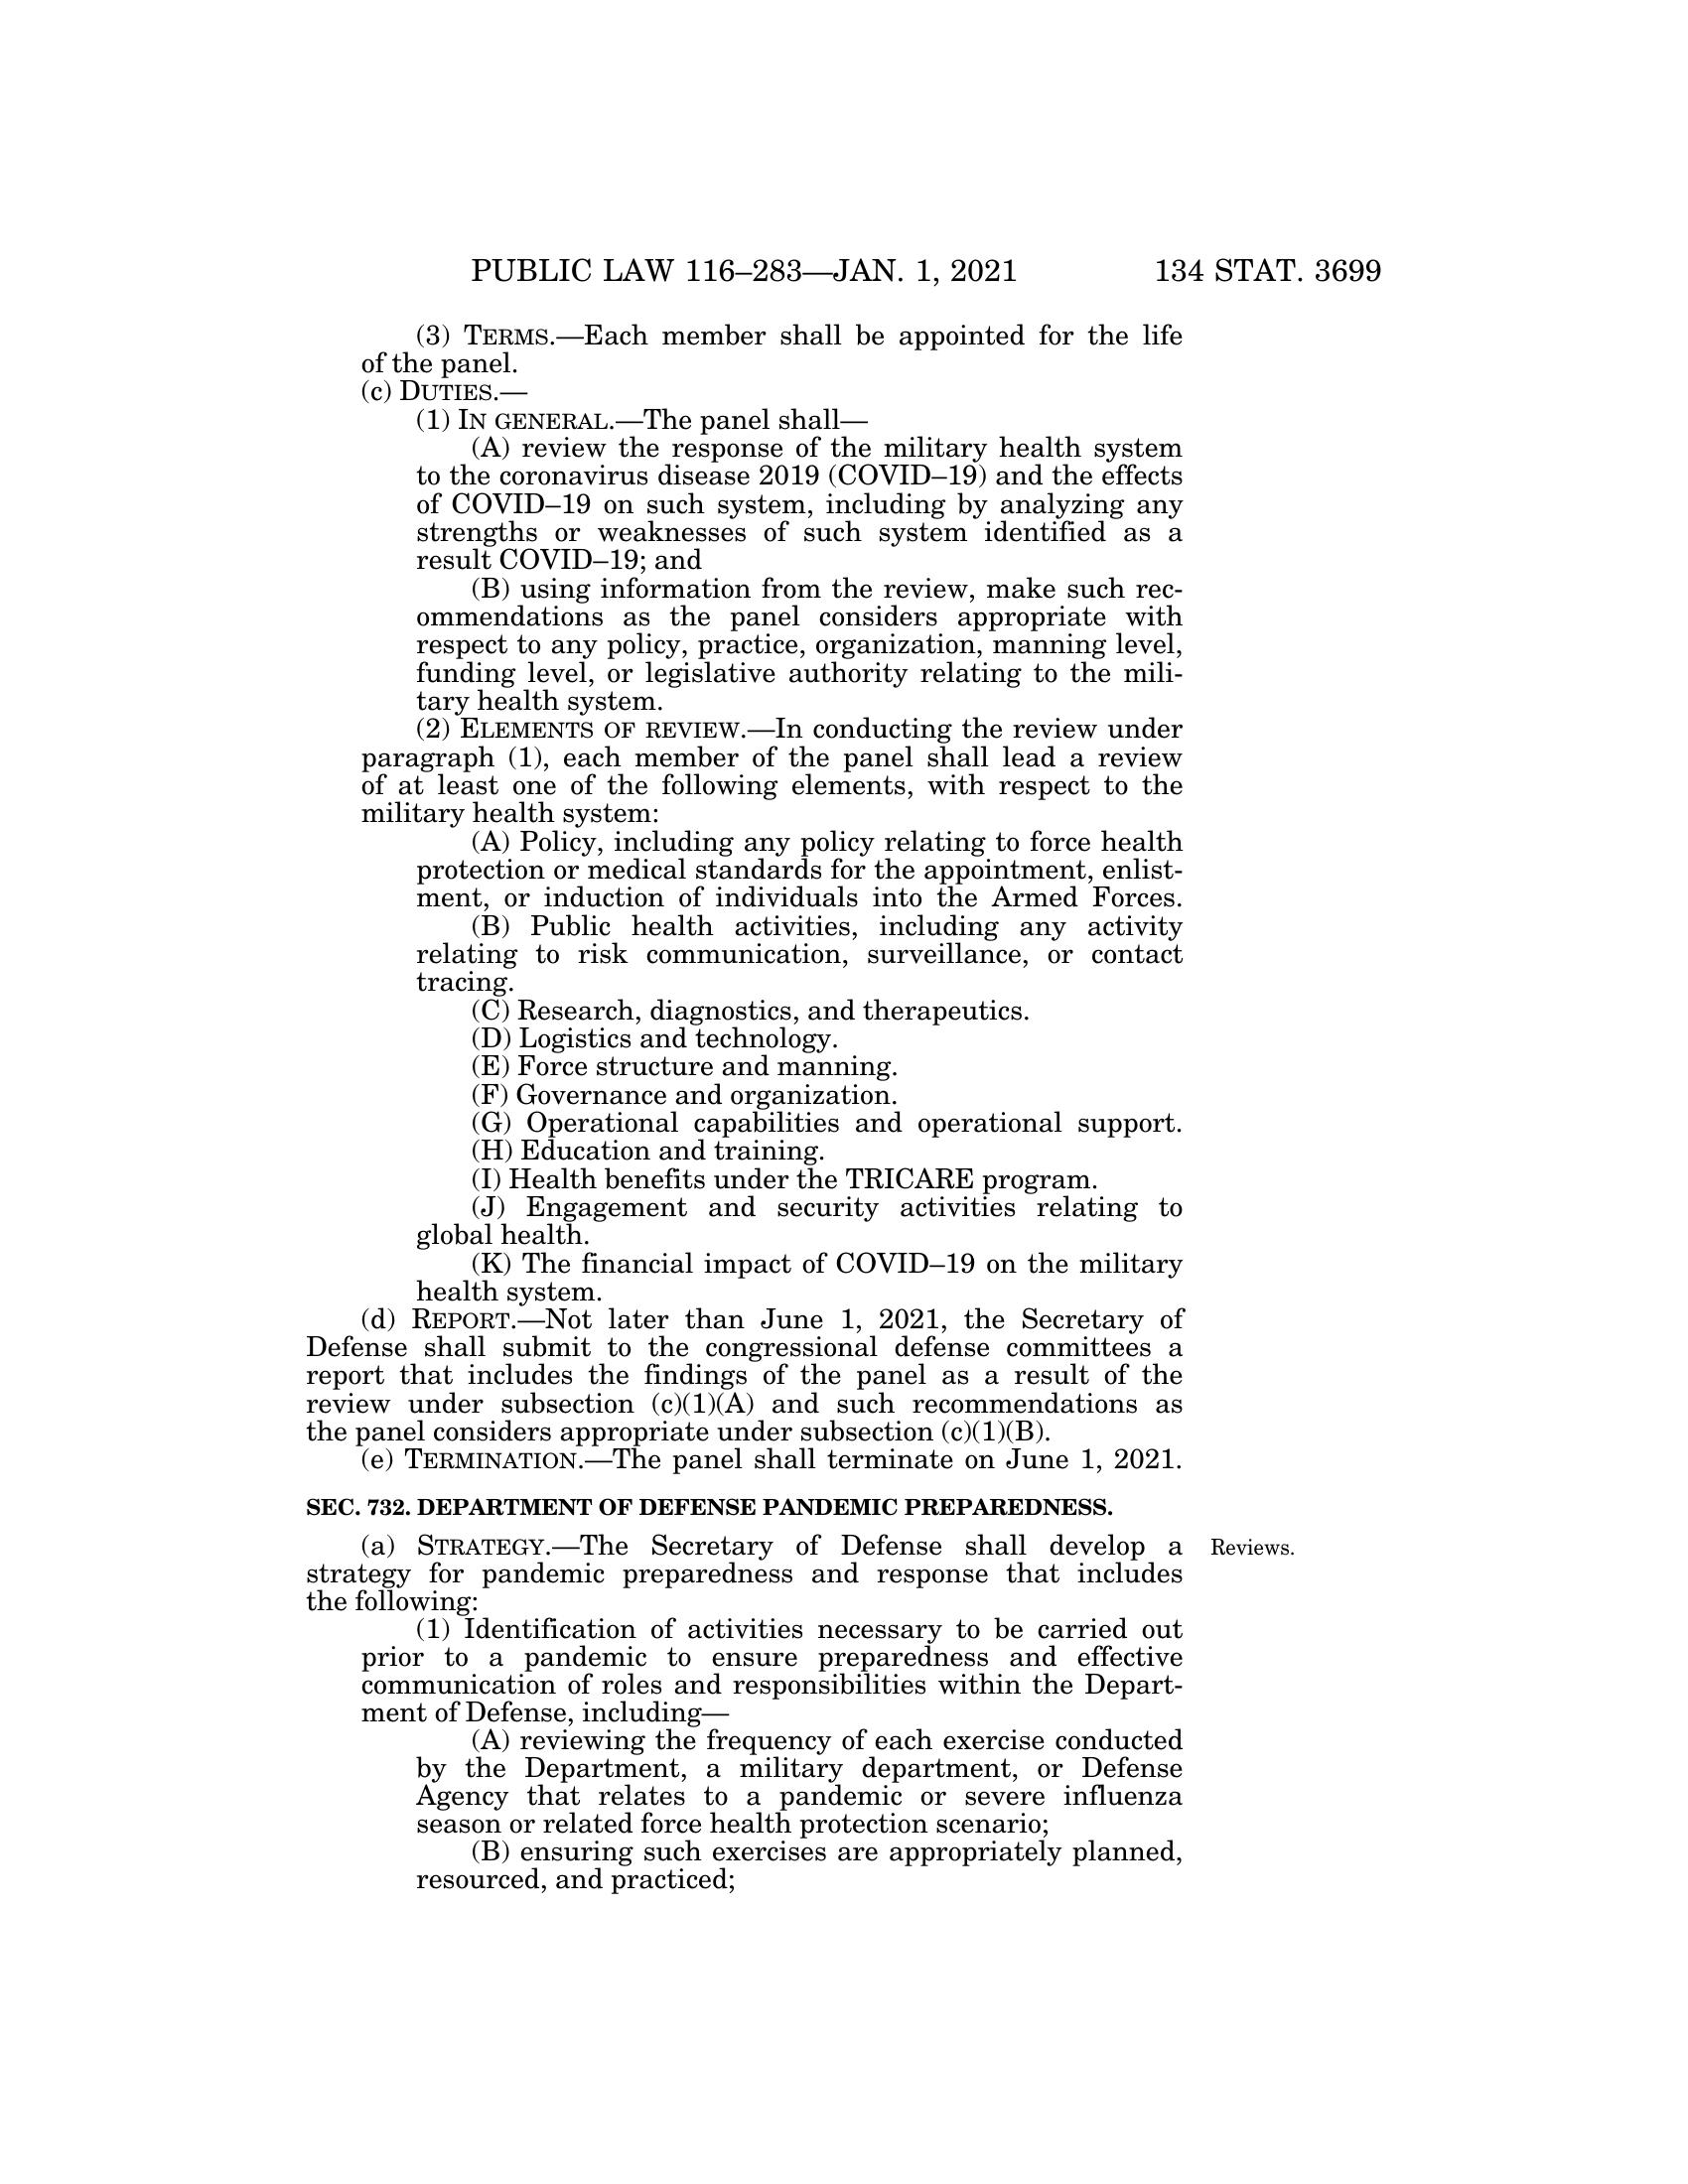 PUBLIC LAW 116–283—JAN. 1, 2021 134 STAT. 3699
(3) TERMS.—Each member shall be appointed for the life
of the panel.
(c) DUTIES.—
(1) IN GENERAL.—The panel shall—
(A) review the response of the military health system
to the coronavirus disease 2019 (COVID–19) and the effects
of COVID–19 on such system, including by analyzing any
strengths or weaknesses of such system identified as a
result COVID–19; and
(B) using information from the review, make such rec-
ommendations as the panel considers appropriate with
respect to any policy, practice, organization, manning level,
funding level, or legislative authority relating to the mili-
tary health system.
(2) ELEMENTS OF REVIEW.—In conducting the review under
paragraph (1), each member of the panel shall lead a review
of at least one of the following elements, with respect to the
military health system:
(A) Policy, including any policy relating to force health
protection or medical standards for the appointment, enlist-
ment, or induction of individuals into the Armed Forces.
(B) Public health activities, including any activity
relating to risk communication, surveillance, or contact
tracing.
(C) Research, diagnostics, and therapeutics.
(D) Logistics and technology.
(E) Force structure and manning.
(F) Governance and organization.
(G) Operational capabilities and operational support.
(H) Education and training.
(I) Health benefits under the TRICARE program.
(J) Engagement and security activities relating to
global health.
(K) The financial impact of COVID–19 on the military
health system.
(d) REPORT.—Not later than June 1, 2021, the Secretary of
Defense shall submit to the congressional defense committees a
report that includes the findings of the panel as a result of the
review under subsection (c)(1)(A) and such recommendations as
the panel considers appropriate under subsection (c)(1)(B).
(e) TERMINATION.—The panel shall terminate on June 1, 2021.
SEC. 732. DEPARTMENT OF DEFENSE PANDEMIC PREPAREDNESS.
(a) STRATEGY.—The Secretary of Defense shall develop a
strategy for pandemic preparedness and response that includes
the following:
(1) Identification of activities necessary to be carried out
prior to a pandemic to ensure preparedness and effective
communication of roles and responsibilities within the Depart-
ment of Defense, including—
(A) reviewing the frequency of each exercise conducted
by the Department, a military department, or Defense
Agency that relates to a pandemic or severe influenza
season or related force health protection scenario;
(B) ensuring such exercises are appropriately planned,
resourced, and practiced;
Reviews.